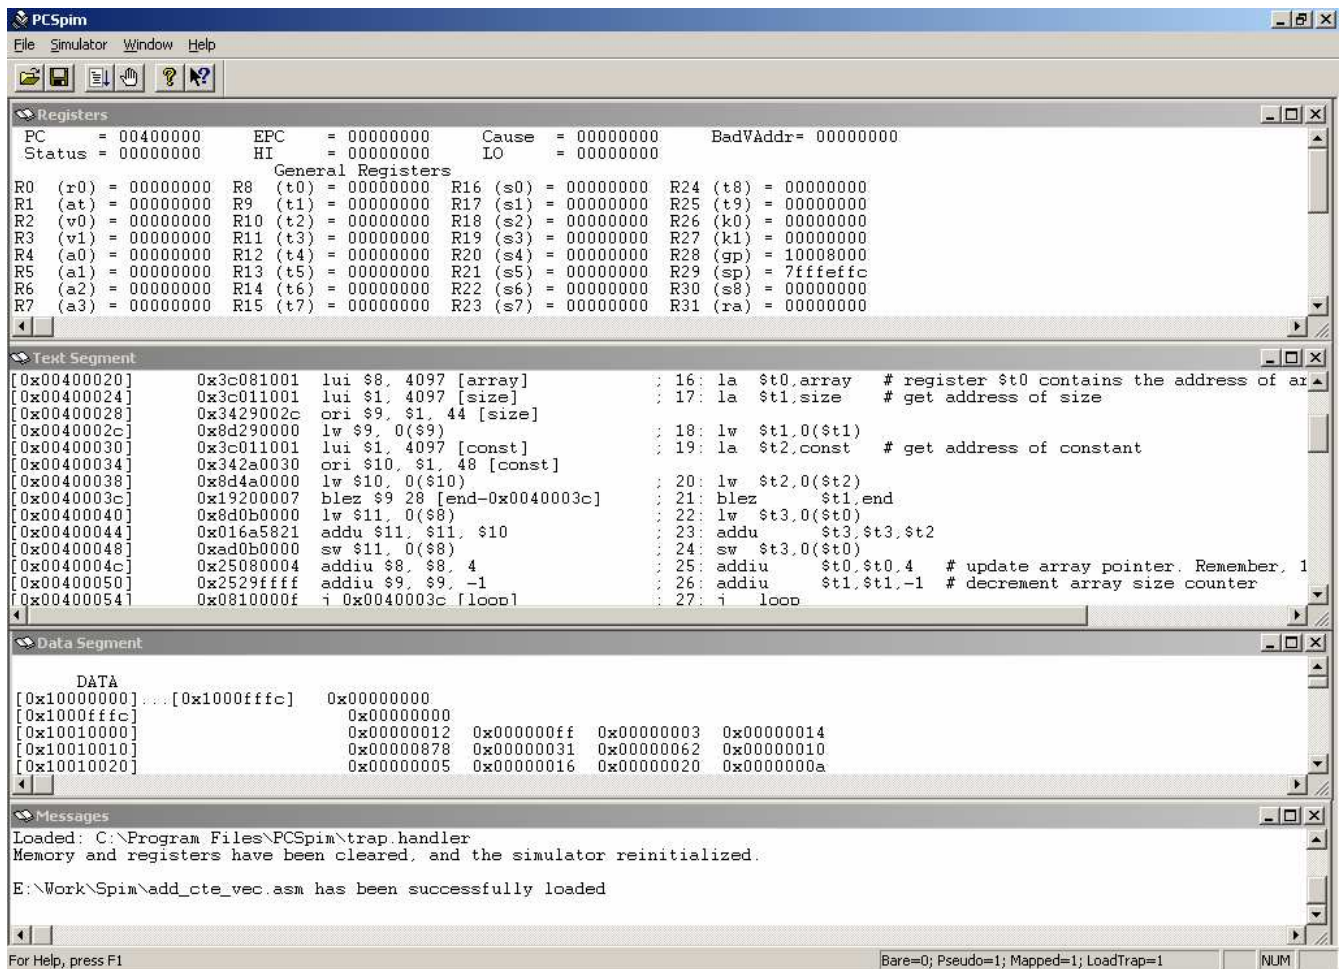 PCSpim
File Simulator Window Help
Registers
PC = 00400000 EPC = 00000000 Cause = 00000000 BadVAddr= 00000000
Status = 00000000 HI = 00000000 LO = 00000000
General Registers
R0 (r0) = 00000000 R8 (t0) = 00000000 R16 (s0) = 00000000 R24 (t8) = 00000000
R1 (at) = 00000000 R9 (t1) = 00000000 R17 (s1) = 00000000 R25 (t9) = 00000000
R2 (v0) = 00000000 R10 (t2) = 00000000 R18 (s2) = 00000000 R26 (k0) = 00000000
R3 (v1) = 00000000 R11 (t3) = 00000000 R19 (s3) = 00000000 R27 (k1) = 00000000
R4 (a0) = 00000000 R12 (t4) = 00000000 R20 (s4) = 00000000 R28 (gp) = 10008000
R5 (a1) = 00000000 R13 (t5) = 00000000 R21 (s5) = 00000000 R29 (sp) = 7fffeffc
R6 (a2) = 00000000 R14 (t6) = 00000000 R22 (s6) = 00000000 R30 (s8) = 00000000
R7 (a3) = 00000000 R15 (t7) = 00000000 R23 (s7) = 00000000 R31 (ra) = 00000000
Text Segment
[0x00400020] 0x3c081001 lui $8, 4097 [array] ; 16: la $t0,array # register $t0 contains the address of ar
[0x00400024] 0x3c011001 lui $1, 4097 [size] ; 17: la $t1,size # get address of size
[0x00400028] 0x3429002c ori $9, $1, 44 [size]
[0x0040002c] 0x8d290000 lw $9, 0($9) ; 18: lw $t1,0($t1)
[0x00400030] 0x3c011001 lui $1, 4097 [const] ; 19: la $t2,const # get address of constant
[0x00400034] 0x342a0030 ori $10, $1, 48 [const]
[0x00400038] 0x8d4a0000 lw $10, 0($10) ; 20: lw $t2,0($t2)
[0x0040003c] 0x19200007 blez $9 28 [end-0x0040003c] ; 21: blez $t1,end
[0x00400040] 0x8d0b0000 lw $11, 0($8) ; 22: lw $t3,0($t0)
[0x00400044] 0x016a5821 addu $11, $11, $10 ; 23: addu $t3,$t3,$t2
[0x00400048] 0xad0b0000 sw $11, 0($8) ; 24: sw $t3,0($t0)
[0x0040004c] 0x25080004 addiu $8, $8, 4 ; 25: addiu $t0,$t0,4 # update array pointer. Remember, 1
[0x00400050] 0x2529ffff addiu $9, $9, -1 ; 26: addiu $t1,$t1,-1 # decrement array size counter
[0x00400054] 0x0810000f j 0x0040003c [loop] ; 27: j loop
Data Segment
DATA
[0x10000000]...[0x1000fffc] 0x00000000
[0x1000fffc] 0x00000000
[0x10010000] 0x00000012 0x000000ff 0x00000003 0x00000014
[0x10010010] 0x00000878 0x00000031 0x00000062 0x00000010
[0x10010020] 0x00000005 0x00000016 0x00000020 0x0000000a
Messages
Loaded: C:\Program Files\PCSpim\trap.handler
Memory and registers have been cleared, and the simulator reinitialized.
E:\Work\Spim\add_cte_vec.asm has been successfully loaded
For Help, press F1 Bare=0; Pseudo=1; Mapped=1; LoadTrap=1 NUM